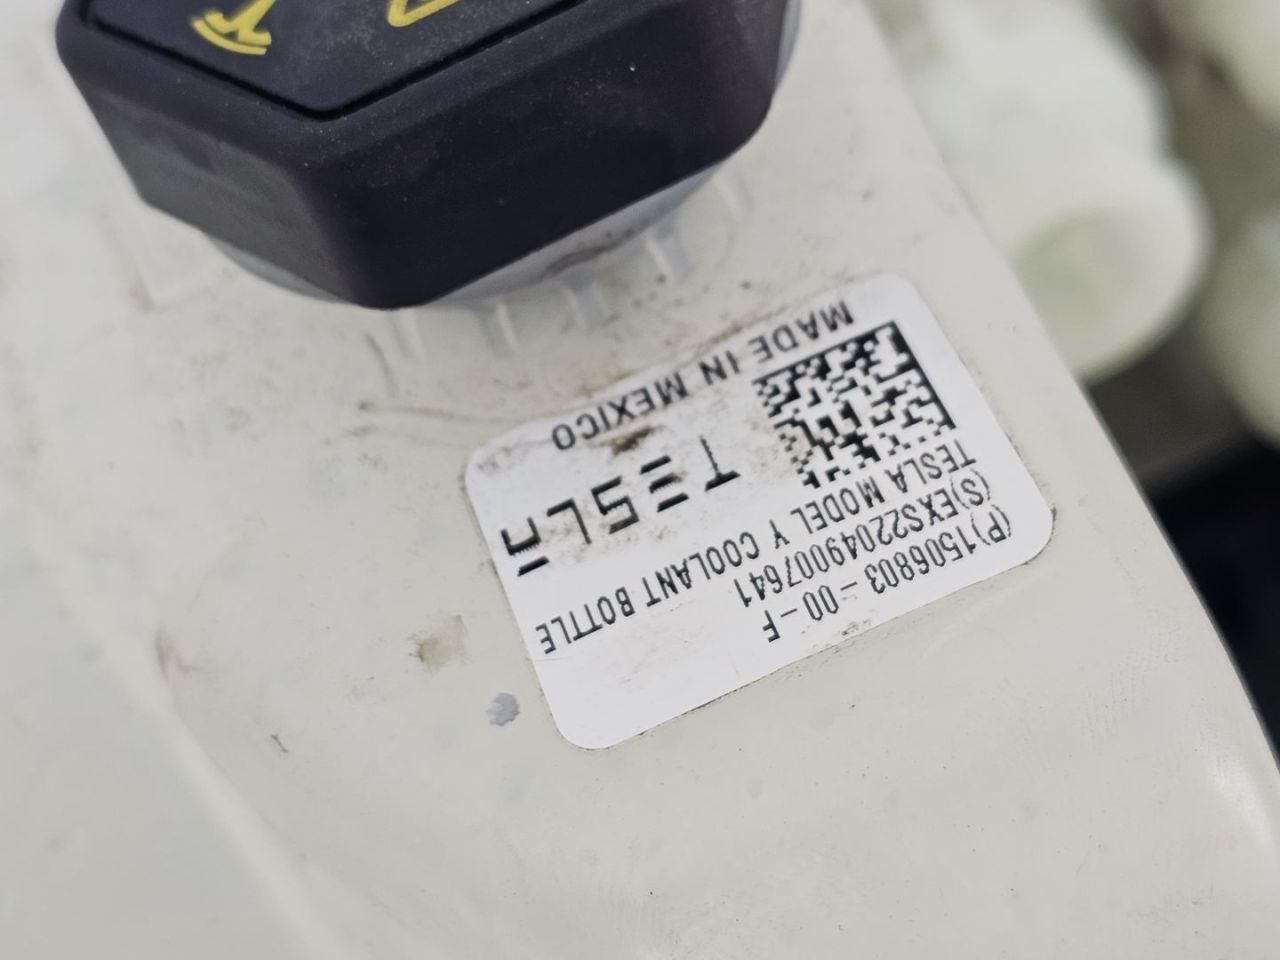 (P)1506803-00-F
(S)EXS22049007641
TESLA MODEL Y COOLANT BOTTLE
TESLA
MADE IN MEXICO